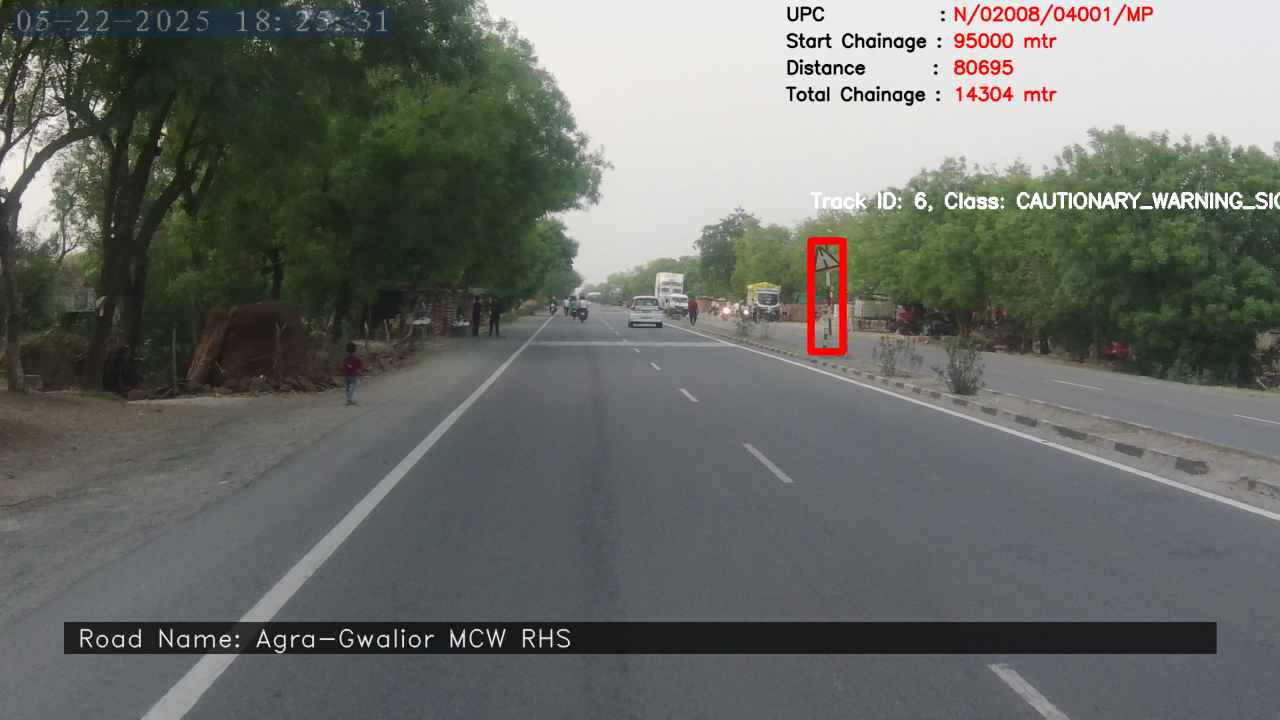 05-22-2025 18:25:31
UPC : N/02008/04001/MP
Start Chainage : 95000 mtr
Distance : 80695
Total Chainage : 14304 mtr
Track ID: 6, Class: CAUTIONARY_WARNING_SIG
Road Name: Agra-Gwalior MCW RHS